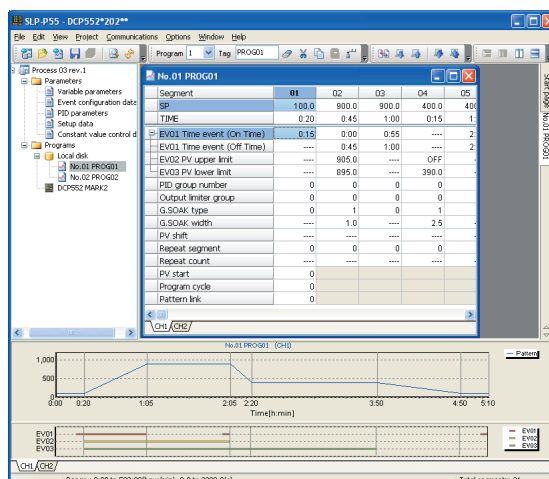 SLP-P55 - DCP552*202**
File Edit View Project Communications Options Window Help
Program 1 Tag PROG01
Process 03 rev.1
Parameters
Variable parameters
Event configuration data
PID parameters
Setup data
Constant value control d
Programs
Local disk
No.01 PROG01
No.02 PROG02
DCP552 MARK2
No.01 PROG01
Segment 01 02 03 04 05
SP 100.0 900.0 900.0 400.0 400
TIME 0:20 0:45 1:00 0:15 1:
EV01 Time event (On Time) 0:15 0:00 0:55 ---- 2:
EV01 Time event (Off Time) ---- 0:45 1:00 ---- 2:
EV02 PV upper limit ---- 905.0 ---- OFF
EV03 PV lower limit ---- 895.0 ---- 390.0
PID group number 0 0 0 0
Output limiter group 0 0 0 0
G.SOAK type 0 1 0 1
G.SOAK width ---- 1.0 ---- 2.5 -
PV shift ---- ---- ---- ---- -
Repeat segment 0 0 0 0
Repeat count ---- ---- ---- ---- -
PV start 0
Program cycle 0
Pattern link 0
CH1 CH2
Start page No.01 PROG01
No.01 PROG01 (CH1)
Pattern
1,000
500
0
0:00 0:20 1:05 2:05 2:20 3:50 4:50 5:10
Time[h:min]
EV01
EV02
EV03
EV01
EV02
EV03
CH1 CH2